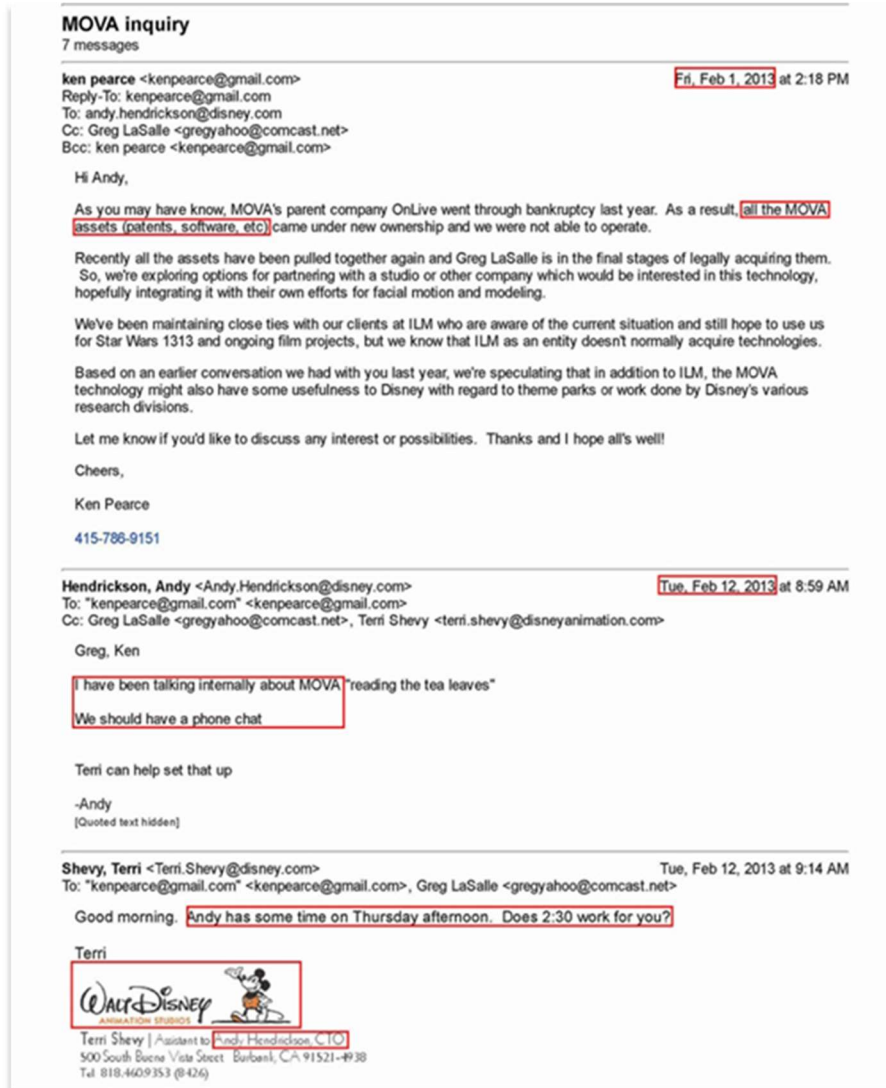 MOVA inquiry
7 messages
ken pearce <kenpearce@gmail.com> Fri, Feb 1, 2013 at 2:18 PM
Reply-To: kenpearce@gmail.com
To: andy.hendrickson@disney.com
Cc: Greg LaSalle <gregyahoo@comcast.net>
Bcc: ken pearce <kenpearce@gmail.com>
Hi Andy,
As you may have know, MOVA's parent company OnLive went through bankruptcy last year. As a result, all the MOVA
assets (patents, software, etc) came under new ownership and we were not able to operate.
Recently all the assets have been pulled together again and Greg LaSalle is in the final stages of legally acquiring them.
So, we're exploring options for partnering with a studio or other company which would be interested in this technology,
hopefully integrating it with their own efforts for facial motion and modeling.
We've been maintaining close ties with our clients at ILM who are aware of the current situation and still hope to use us
for Star Wars 1313 and ongoing film projects, but we know that ILM as an entity doesn't normally acquire technologies.
Based on an earlier conversation we had with you last year, we're speculating that in addition to ILM, the MOVA
technology might also have some usefulness to Disney with regard to theme parks or work done by Disney's various
research divisions.
Let me know if you'd like to discuss any interest or possibilities. Thanks and I hope all's well!
Cheers,
Ken Pearce
415-786-9151
Hendrickson, Andy <Andy.Hendrickson@disney.com> Tue, Feb 12, 2013 at 8:59 AM
To: "kenpearce@gmail.com" <kenpearce@gmail.com>
Cc: Greg LaSalle <gregyahoo@comcast.net>, Terri Shevy <terri.shevy@disneyanimation.com>
Greg, Ken
I have been talking internally about MOVA "reading the tea leaves"
We should have a phone chat
Terri can help set that up
-Andy
[Quoted text hidden]
Shevy, Terri <Terri.Shevy@disney.com> Tue, Feb 12, 2013 at 9:14 AM
To: "kenpearce@gmail.com" <kenpearce@gmail.com>, Greg LaSalle <gregyahoo@comcast.net>
Good morning. Andy has some time on Thursday afternoon. Does 2:30 work for you?
Terri
WALT DISNEY
ANIMATION STUDIOS
Terri Shevy | Assistant to Andy Hendrickson, CTO
500 South Buena Vista Street Burbank, CA 91521-4938
Tel 818.460.9353 (8426)